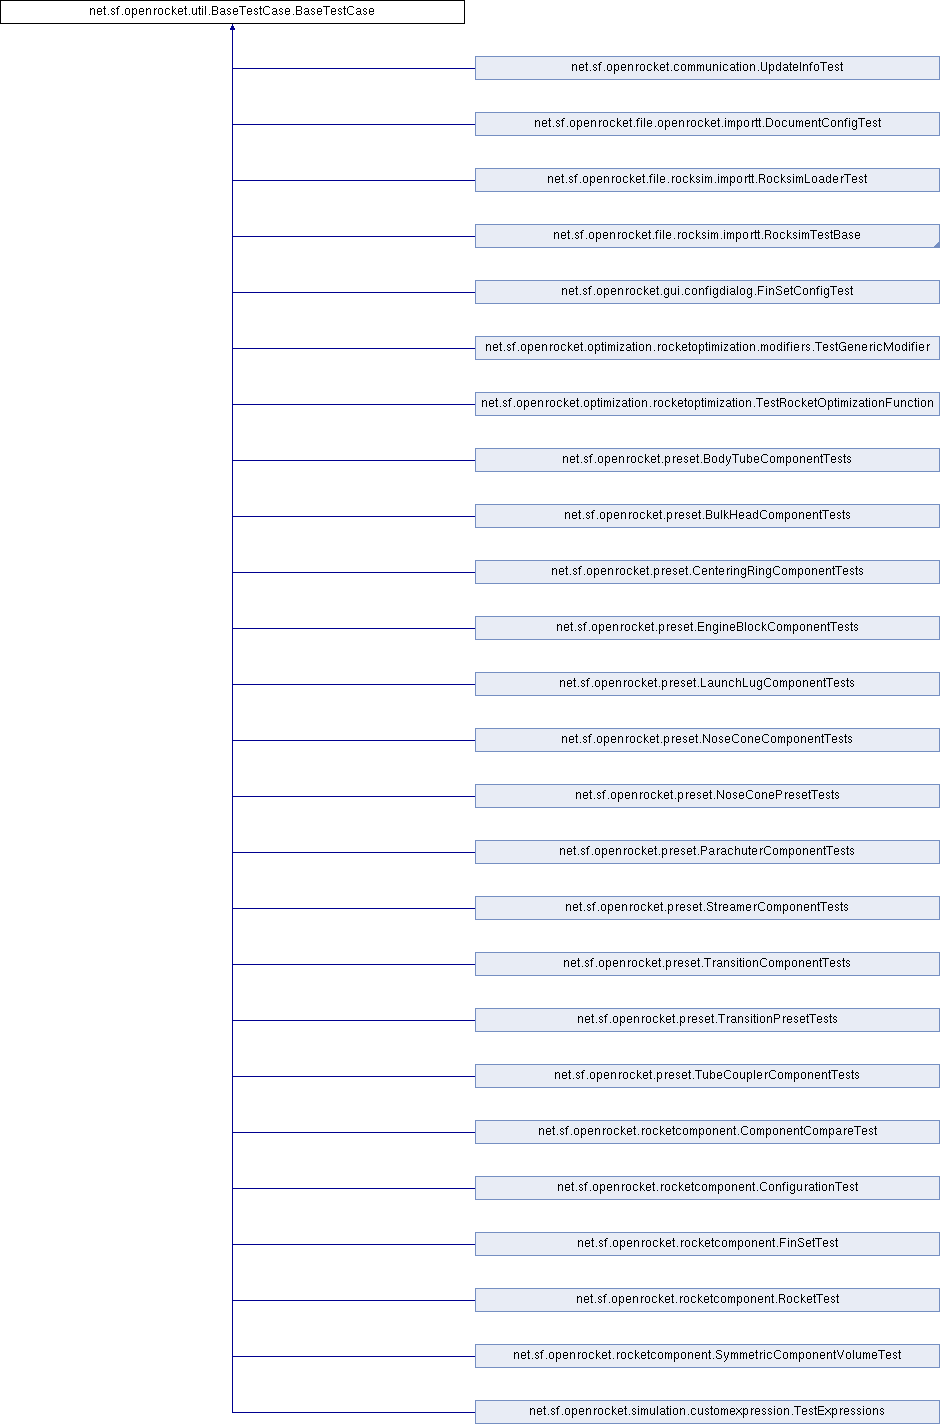 net.sf.openrocket.util.BaseTestCase.BaseTestCase
net.sf.openrocket.communication.UpdateInfoTest
net.sf.openrocket.file.openrocket.importt.DocumentConfigTest
net.sf.openrocket.file.rocksim.importt.RocksimLoaderTest
net.sf.openrocket.file.rocksim.importt.RocksimTestBase
net.sf.openrocket.gui.configdialog.FinSetConfigTest
net.sf.openrocket.optimization.rocketoptimization.modifiers.TestGenericModifier
net.sf.openrocket.optimization.rocketoptimization.TestRocketOptimizationFunction
net.sf.openrocket.preset.BodyTubeComponentTests
net.sf.openrocket.preset.BulkHeadComponentTests
net.sf.openrocket.preset.CenteringRingComponentTests
net.sf.openrocket.preset.EngineBlockComponentTests
net.sf.openrocket.preset.LaunchLugComponentTests
net.sf.openrocket.preset.NoseConeComponentTests
net.sf.openrocket.preset.NoseConePresetTests
net.sf.openrocket.preset.ParachuterComponentTests
net.sf.openrocket.preset.StreamerComponentTests
net.sf.openrocket.preset.TransitionComponentTests
net.sf.openrocket.preset.TransitionPresetTests
net.sf.openrocket.preset.TubeCouplerComponentTests
net.sf.openrocket.rocketcomponent.ComponentCompareTest
net.sf.openrocket.rocketcomponent.ConfigurationTest
net.sf.openrocket.rocketcomponent.FinSetTest
net.sf.openrocket.rocketcomponent.RocketTest
net.sf.openrocket.rocketcomponent.SymmetricComponentVolumeTest
net.sf.openrocket.simulation.customexpression.TestExpressions